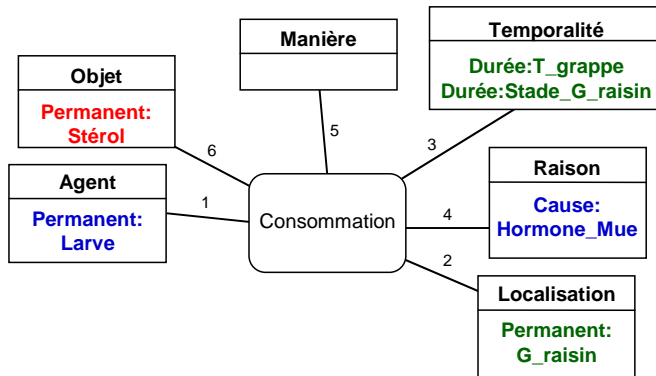 Temporalité
Durée:T_grappe
Durée:Stade_G_raisin
Manière
Objet
Permanent:
Stérol
5
3
6
Agent
Permanent:
Larve
1
Consommation
4
Raison
Cause:
Hormone_Mue
2
Localisation
Permanent:
G_raisin